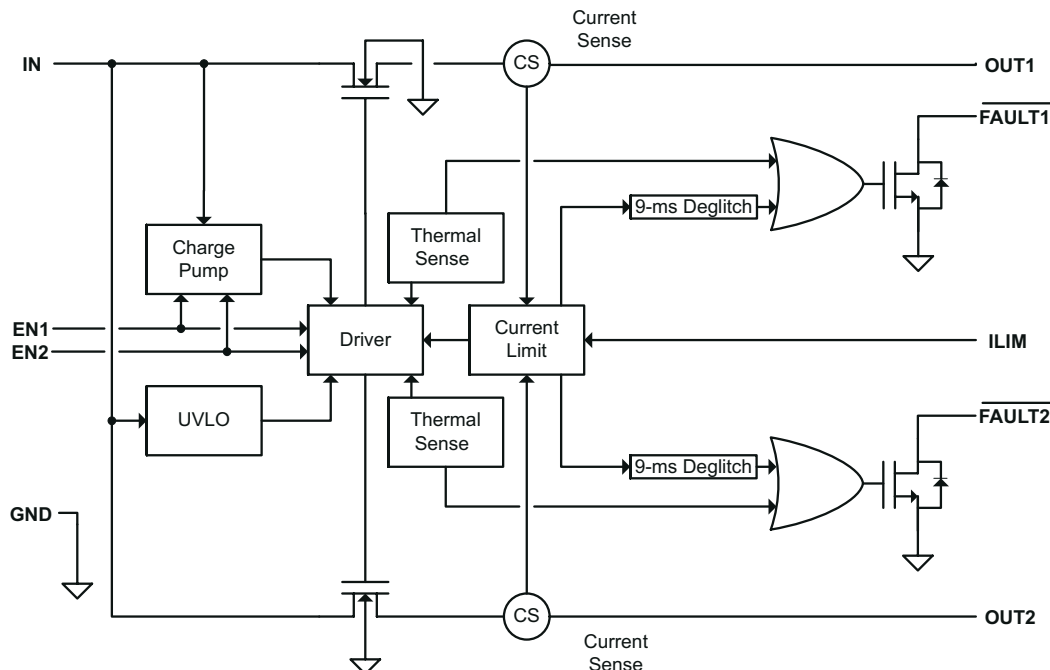 Current
Sense
IN
CS
OUT1
FAULT1
9-ms Deglitch
Thermal
Sense
Charge
Pump
EN1
EN2
Driver
Current
Limit
ILIM
UVLO
Thermal
Sense
FAULT2
9-ms Deglitch
GND
CS
OUT2
Current
Sense